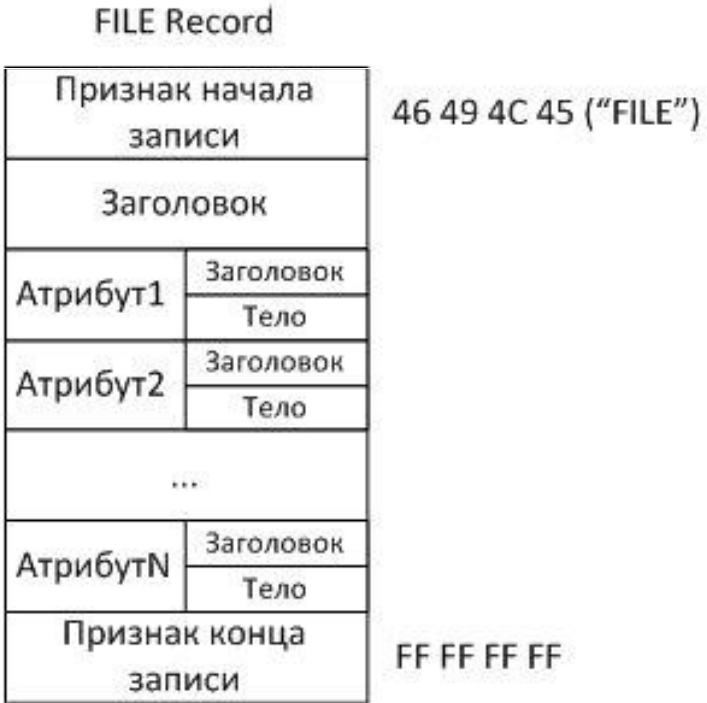 FILE Record
Признак начала
записи
46 49 4C 45 ("FILE")
Заголовок
Атрибут1
Заголовок
Тело
Атрибут2
Заголовок
Тело
...
АтрибутN
Заголовок
Тело
Признак конца
записи
FF FF FF FF